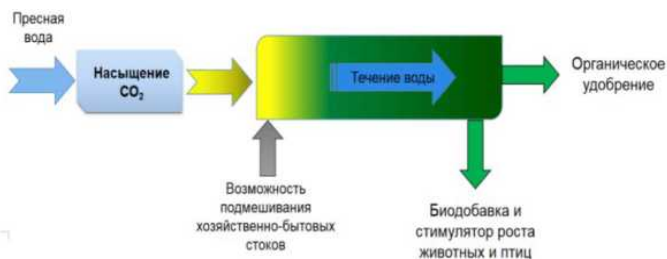 Пресная
вода
Насыщение
CO₂
Течение воды
Органическое
удобрение
Возможность
подмешивания
хозяйственно-бытовых
стоков
Биодобавка и
стимулятор роста
животных и птиц